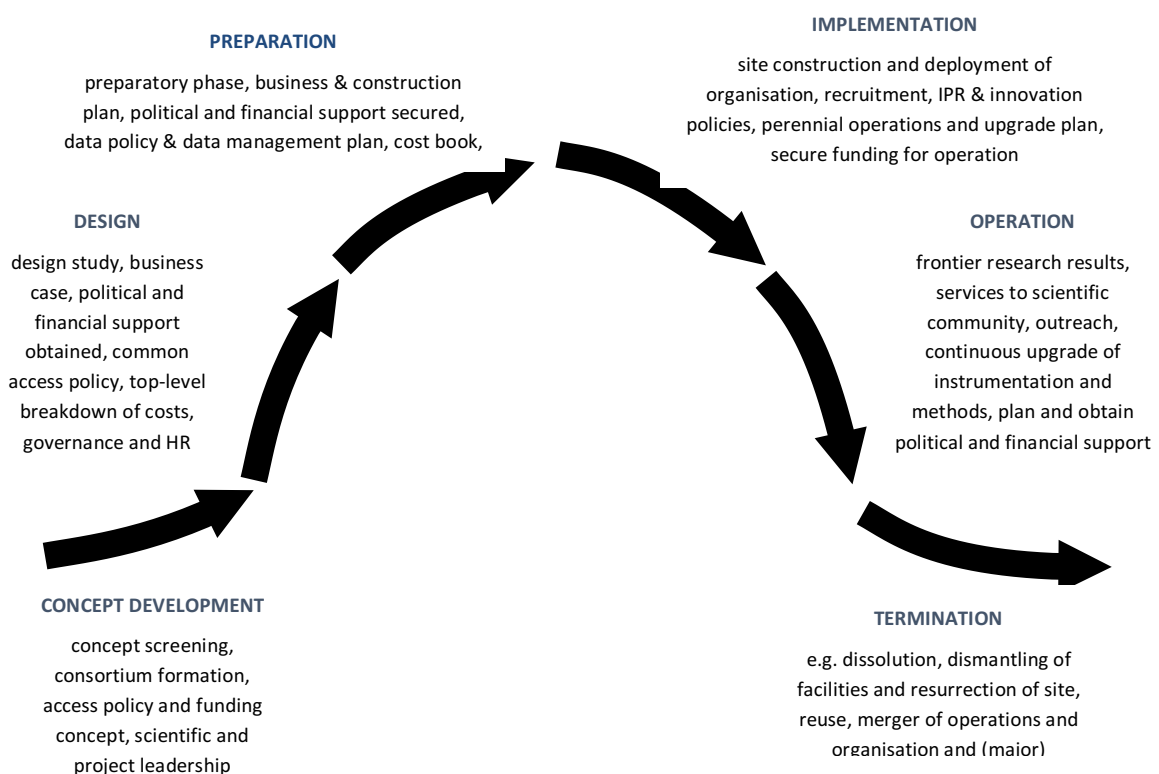 PREPARATION
preparatory phase, business & construction
plan, political and financial support secured,
data policy & data management plan, cost book,
IMPLEMENTATION
site construction and deployment of
organisation, recruitment, IPR & innovation
policies, perennial operations and upgrade plan,
secure funding for operation
DESIGN
design study, business
case, political and
financial support
obtained, common
access policy, top-level
breakdown of costs,
governance and HR
OPERATION
frontier research results,
services to scientific
community, outreach,
continuous upgrade of
instrumentation and
methods, plan and obtain
political and financial support
CONCEPT DEVELOPMENT
concept screening,
consortium formation,
access policy and funding
concept, scientific and
project leadership
TERMINATION
e.g. dissolution, dismantling of
facilities and resurrection of site,
reuse, merger of operations and
organisation and (major)